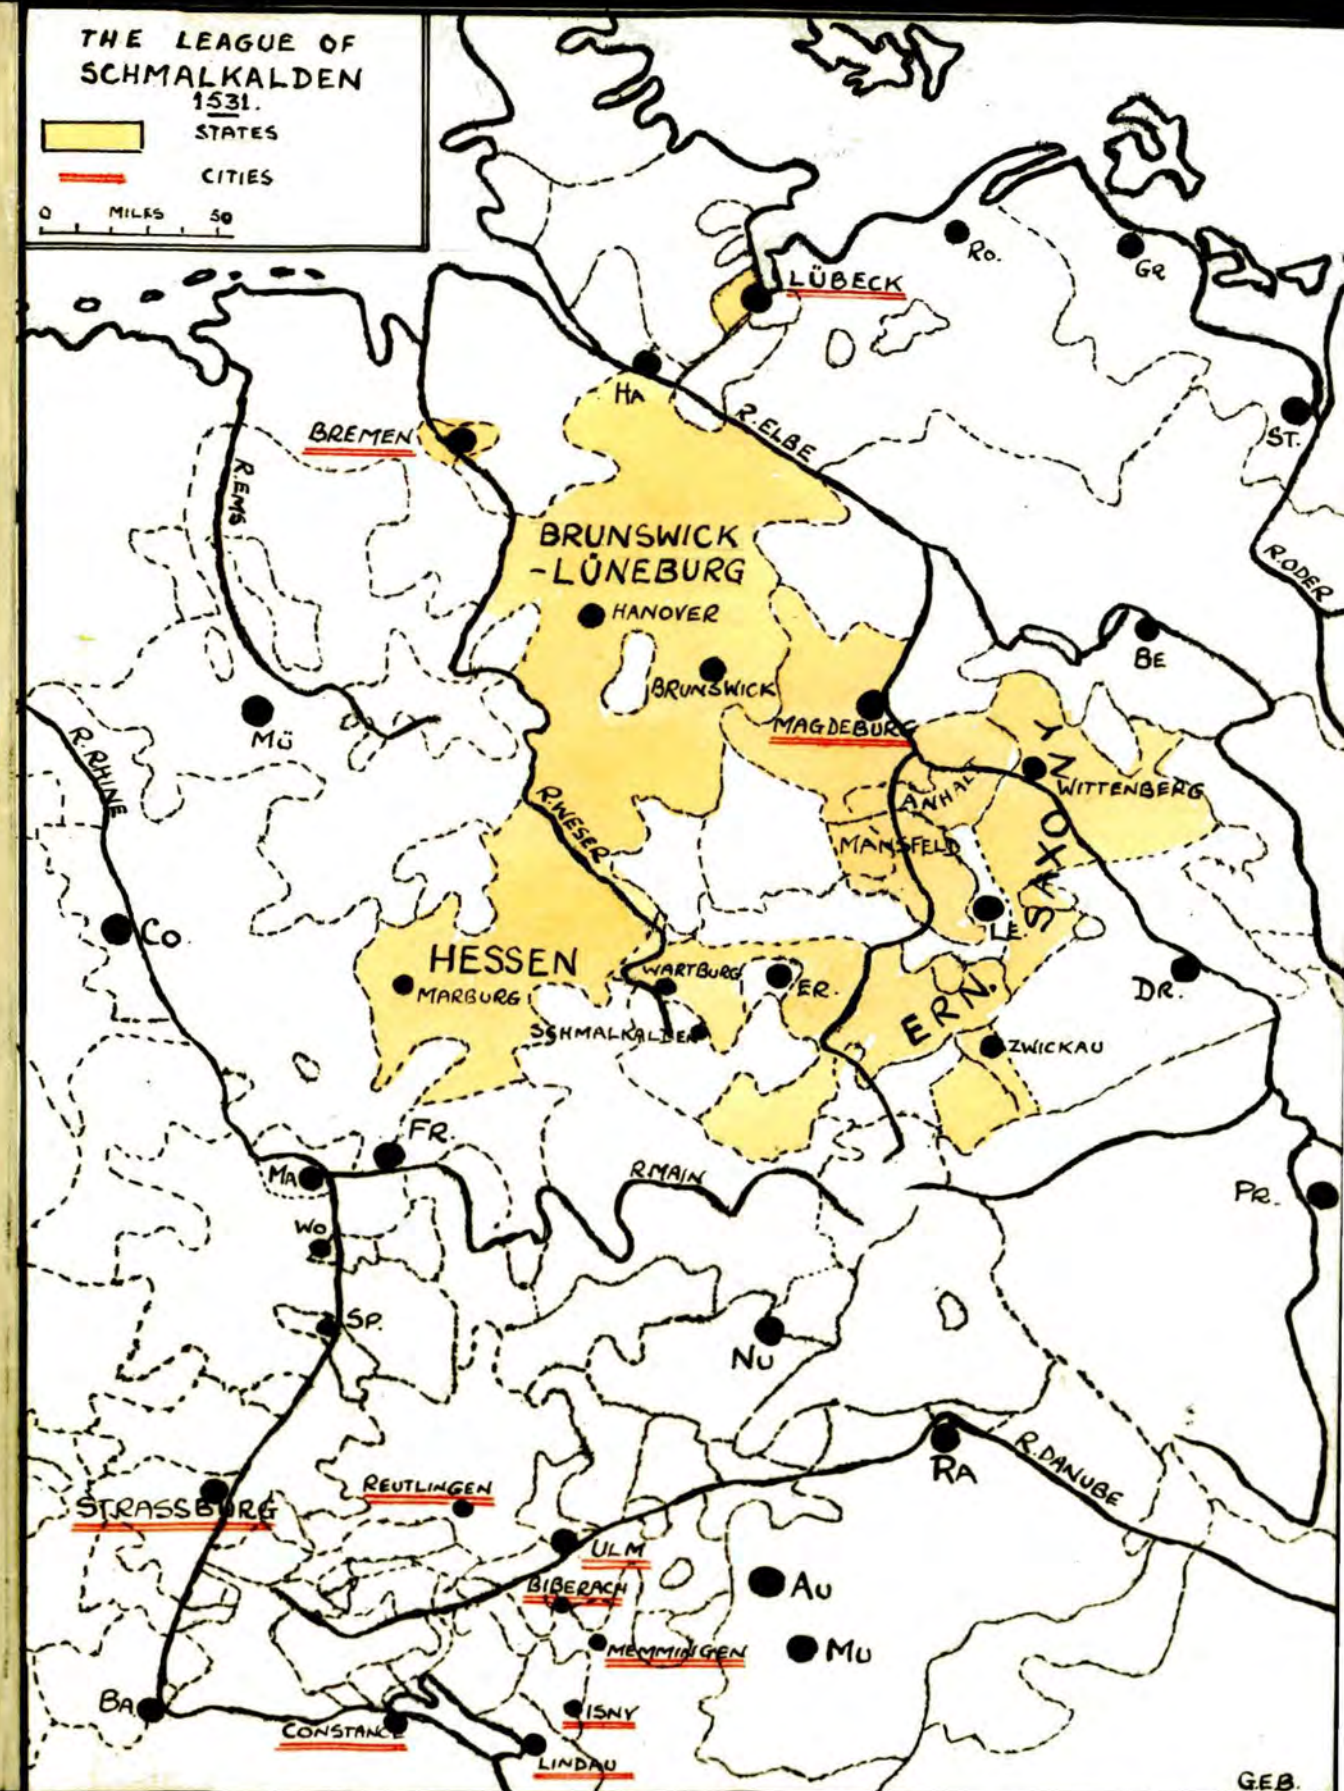 THE LEAGUE OF
SCHMALKALDEN
1531.
STATES
CITIES
0 MILES 50
RO.
GR
LÜBECK
HA
R.ELBE
ST.
BREMEN
R.EMS
BRUNSWICK
-LÜNEBURG
R.ODER
HANOVER
BE
BRUNSWICK
MÜ
MAGDEBURG
R.RHINE
WITTENBERG
ANHALT
R.WESER
MANSFELD
ERN. SAXONY
LE.
CO.
HESSEN
WARTBURG
MARBURG
ER.
DR.
SCHMALKALDEN
ZWICKAU
FR.
MA
R.MAIN
PR.
WO
SP.
NU
RA
R.DANUBE
REUTLINGEN
STRASSBURG
ULM
BIBERACH
AU
MEMMINGEN
MU
BA
ISNY
CONSTANCE
LINDAU
G.E.B.